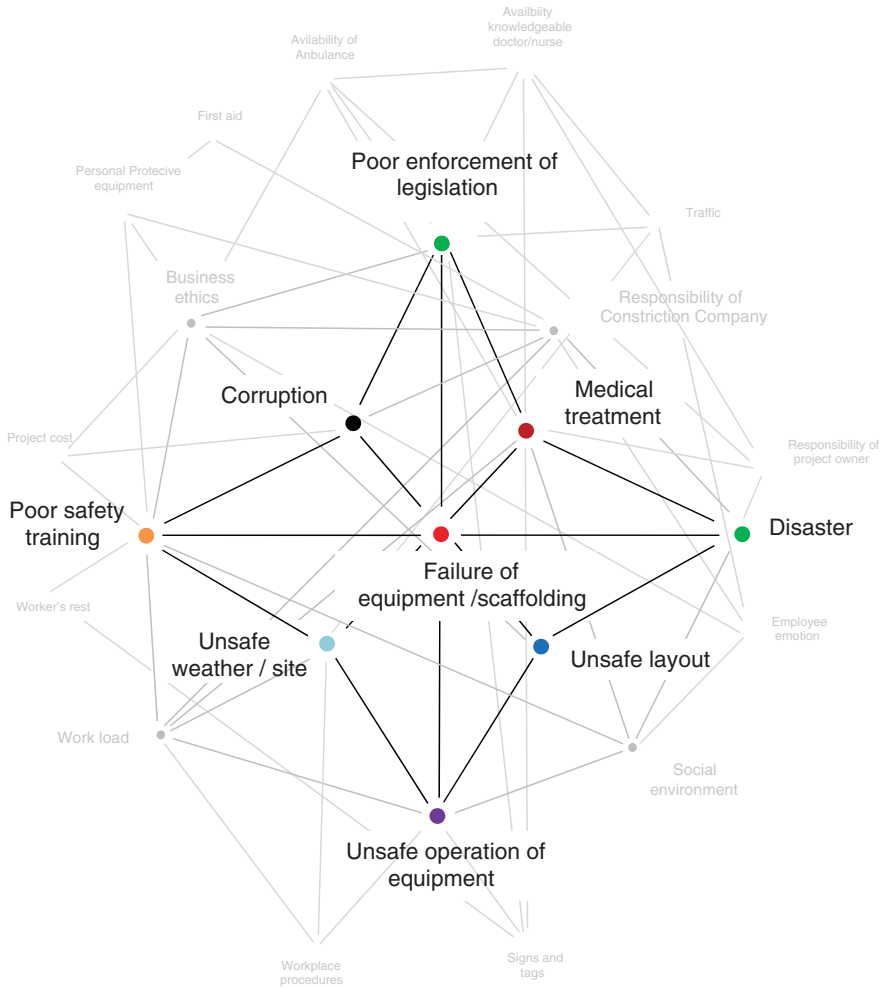 Availbiity
knowledgeable
doctor/nurse
Avilability of
Anbulance
First aid
Poor enforcement of
legislation
Personal Protecive
equipment
Traffic
Business
ethics
Responsibility of
Constriction Company
Corruption
Medical
treatment
Project cost
Responsibility of
project owner
Poor safety
training
Disaster
Failure of
equipment /scaffolding
Worker's rest
Employee
emotion
Unsafe
weather / site
Unsafe layout
Work load
Social
environment
Unsafe operation of
equipment
Workplace
procedures
Signs and
tags